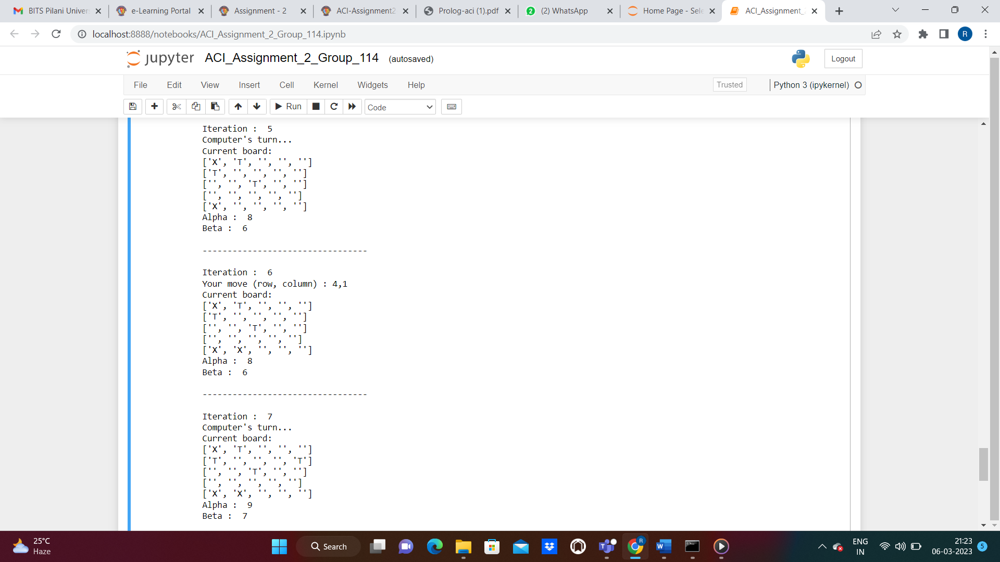 BITS Pilani Univer
e-Learning Portal
Assignment - 2
ACI-Assignment2
Prolog-aci (1).pdf
2
(2) WhatsApp
Home Page - Sele
ACI_Assignment_
localhost:8888/notebooks/ACI_Assignment_2_Group_114.ipynb
R
jupyter
ACI_Assignment_2_Group_114
(autosaved)
Logout
File
Edit
View
Insert
Cell
Kernel
Widgets
Help
Trusted
Python 3 (ipykernel)
Run
Code
Iteration :  5
Computer's turn...
Current board:
['X', 'T', '', '', '']
['T', '', '', '', '']
['', '', 'T', '', '']
['', '', '', '', '']
['X', '', '', '', '']
Alpha :  8
Beta :  6
---------------------------------
Iteration :  6
Your move (row, column) : 4,1
Current board:
['X', 'T', '', '', '']
['T', '', '', '', '']
['', '', 'T', '', '']
['', '', '', '', '']
['X', 'X', '', '', '']
Alpha :  8
Beta :  6
---------------------------------
Iteration :  7
Computer's turn...
Current board:
['X', 'T', '', '', '']
['T', '', '', '', 'T']
['', '', 'T', '', '']
['', '', '', '', '']
['X', 'X', '', '', '']
Alpha :  9
Beta :  7
25°C
Haze
Search
R
ENG
IN
21:23
06-03-2023
5